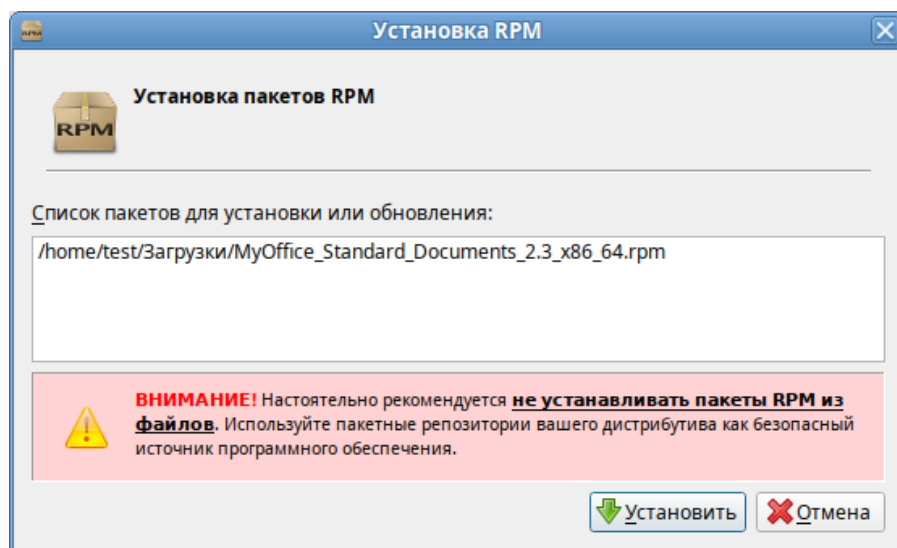 Установка RPM
Установка пакетов RPM
RPM
Список пакетов для установки или обновления:
/home/test/Загрузки/MyOffice_Standard_Documents_2.3_x86_64.rpm
ВНИМАНИЕ! Настоятельно рекомендуется не устанавливать пакеты RPM из
файлов. Используйте пакетные репозитории вашего дистрибутива как безопасный
источник программного обеспечения.
Установить
Отмена